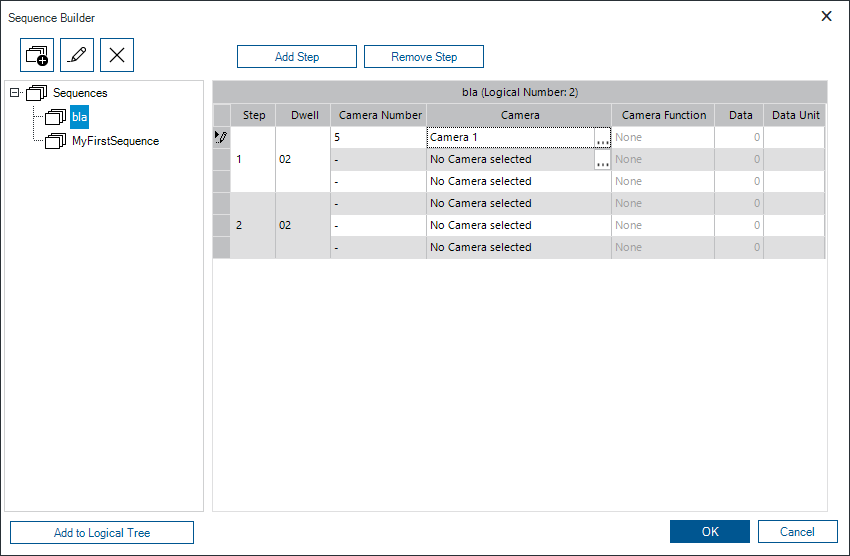 Sequence Builder
Add Step Remove Step
Sequences
bla
MyFirstSequence
bla (Logical Number: 2)
Step Dwell Camera Number Camera Camera Function Data Data Unit
5 Camera 1 ... None 0
1 02 - No Camera selected ... None 0
- No Camera selected None 0
- No Camera selected None 0
2 02 - No Camera selected None 0
- No Camera selected None 0
Add to Logical Tree OK Cancel